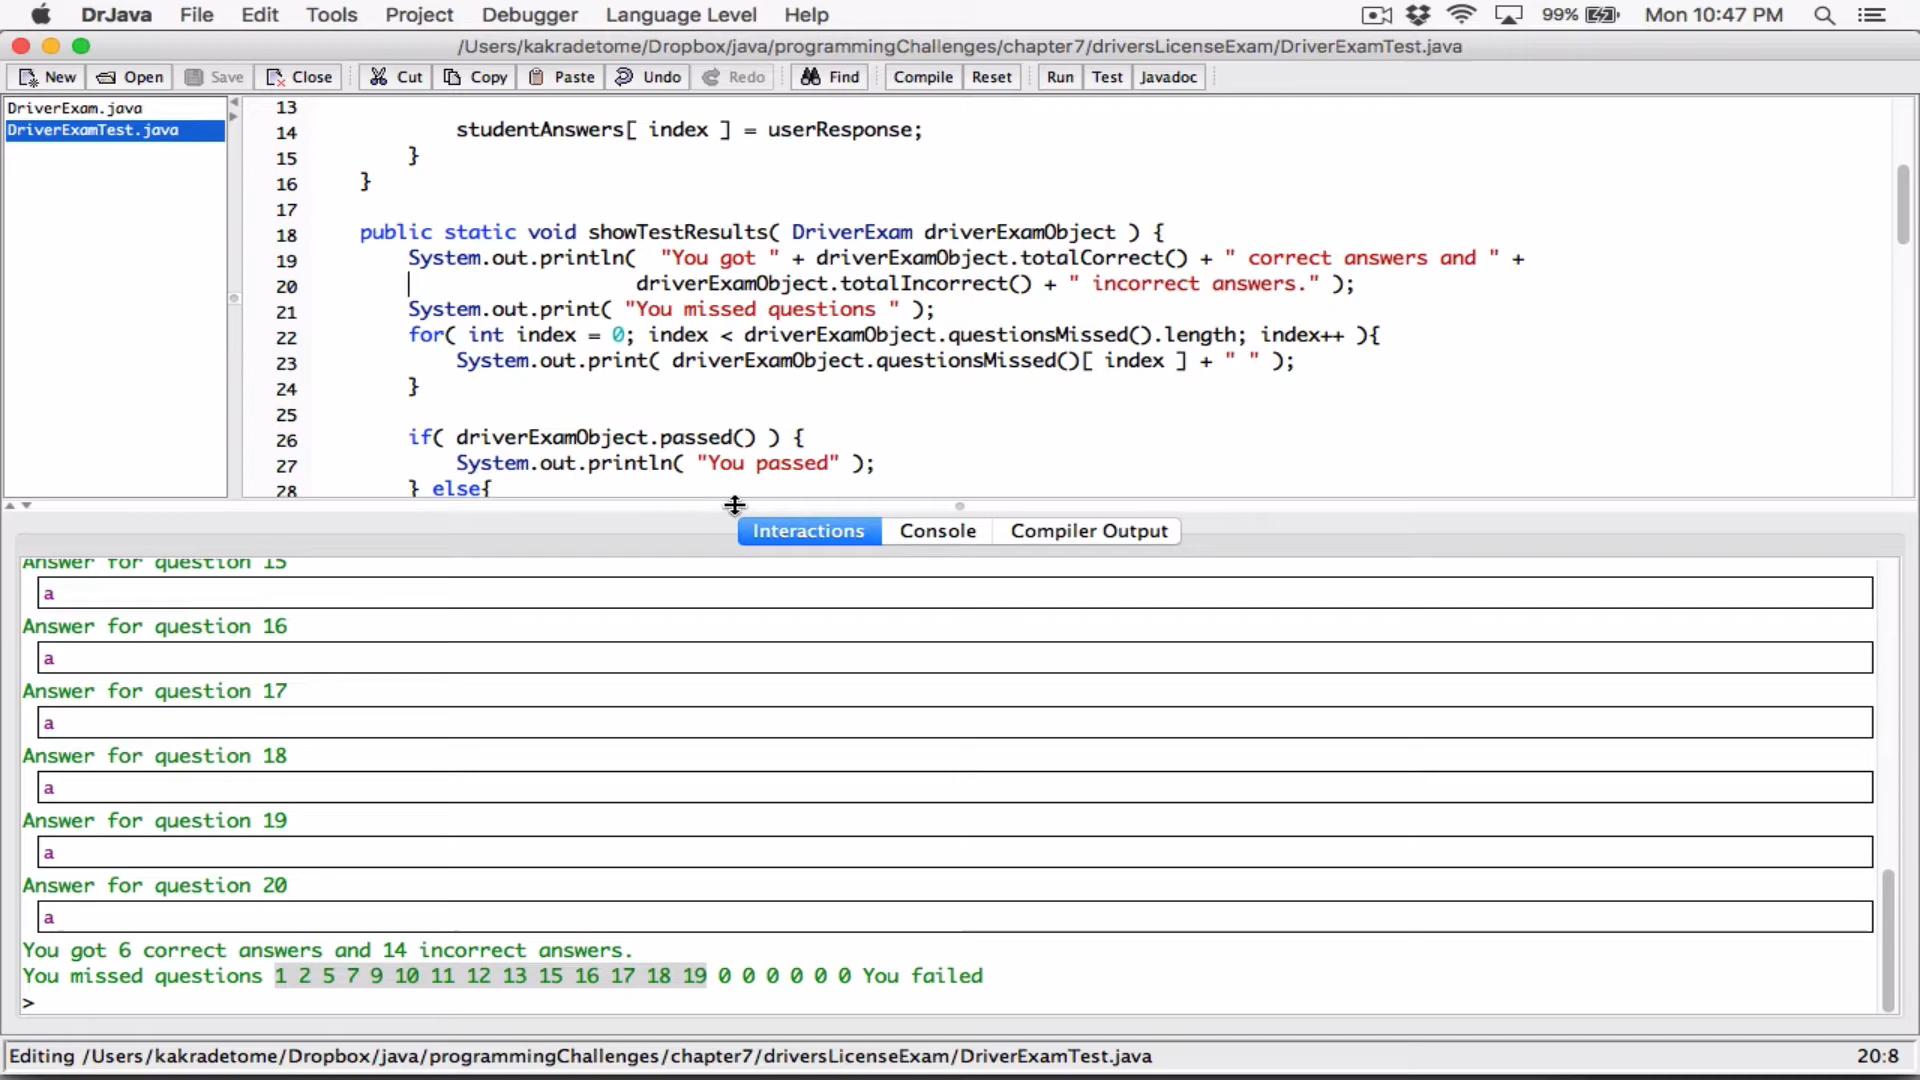 DrJava File Edit Tools Project Debugger Language Level Help 99% Mon 10:47 PM
/Users/kakradetome/Dropbox/java/programmingChallenges/chapter7/driversLicenseExam/DriverExamTest.java
New Open Save Close Cut Copy Paste Undo Redo Find Compile Reset Run Test Javadoc
DriverExam.java
DriverExamTest.java
13
14 studentAnswers[ index ] = userResponse;
15 }
16 }
17
18 public static void showTestResults( DriverExam driverExamObject ) {
19 System.out.println( "You got " + driverExamObject.totalCorrect() + " correct answers and " +
20 driverExamObject.totalIncorrect() + " incorrect answers." );
21 System.out.print( "You missed questions " );
22 for( int index = 0; index < driverExamObject.questionsMissed().length; index++ ){
23 System.out.print( driverExamObject.questionsMissed()[ index ] + " " );
24 }
25
26 if( driverExamObject.passed() ) {
27 System.out.println( "You passed" );
28 } else{
Interactions Console Compiler Output
Answer for question 15
a
Answer for question 16
a
Answer for question 17
a
Answer for question 18
a
Answer for question 19
a
Answer for question 20
a
You got 6 correct answers and 14 incorrect answers.
You missed questions 1 2 5 7 9 10 11 12 13 15 16 17 18 19 0 0 0 0 0 0 You failed
>
Editing /Users/kakradetome/Dropbox/java/programmingChallenges/chapter7/driversLicenseExam/DriverExamTest.java 20:8